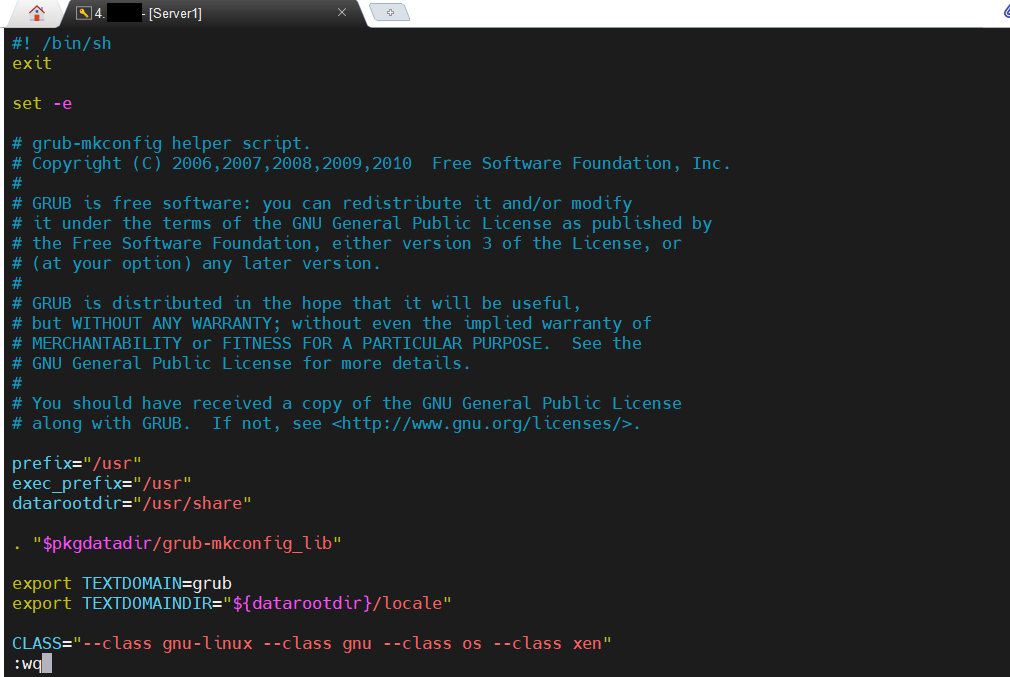 4. - [Server1]
#! /bin/sh
exit
set -e
# grub-mkconfig helper script.
# Copyright (C) 2006,2007,2008,2009,2010  Free Software Foundation, Inc.
#
# GRUB is free software: you can redistribute it and/or modify
# it under the terms of the GNU General Public License as published by
# the Free Software Foundation, either version 3 of the License, or
# (at your option) any later version.
#
# GRUB is distributed in the hope that it will be useful,
# but WITHOUT ANY WARRANTY; without even the implied warranty of
# MERCHANTABILITY or FITNESS FOR A PARTICULAR PURPOSE.  See the
# GNU General Public License for more details.
#
# You should have received a copy of the GNU General Public License
# along with GRUB.  If not, see <http://www.gnu.org/licenses/>.
prefix="/usr"
exec_prefix="/usr"
datarootdir="/usr/share"
. "$pkgdatadir/grub-mkconfig_lib"
export TEXTDOMAIN=grub
export TEXTDOMAINDIR="${datarootdir}/locale"
CLASS="--class gnu-linux --class gnu --class os --class xen"
:wq